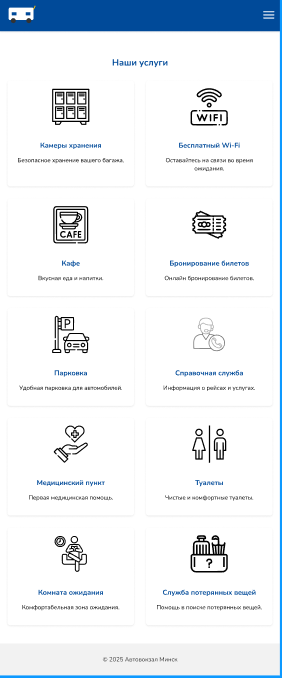 Наши услуги
Камеры хранения
Безопасное хранение вашего багажа.
WIFI
Бесплатный Wi-Fi
Оставайтесь на связи во время
ожидания.
CAFE
Кафе
Вкусная еда и напитки.
Бронирование билетов
Онлайн бронирование билетов.
P
Парковка
Удобная парковка для автомобилей.
Справочная служба
Информация о рейсах и услугах.
Медицинский пункт
Первая медицинская помощь.
Туалеты
Чистые и комфортные туалеты.
Комната ожидания
Комфортабельная зона ожидания.
?
Служба потерянных вещей
Помощь в поиске потерянных вещей.
© 2025 Автовокзал Минск